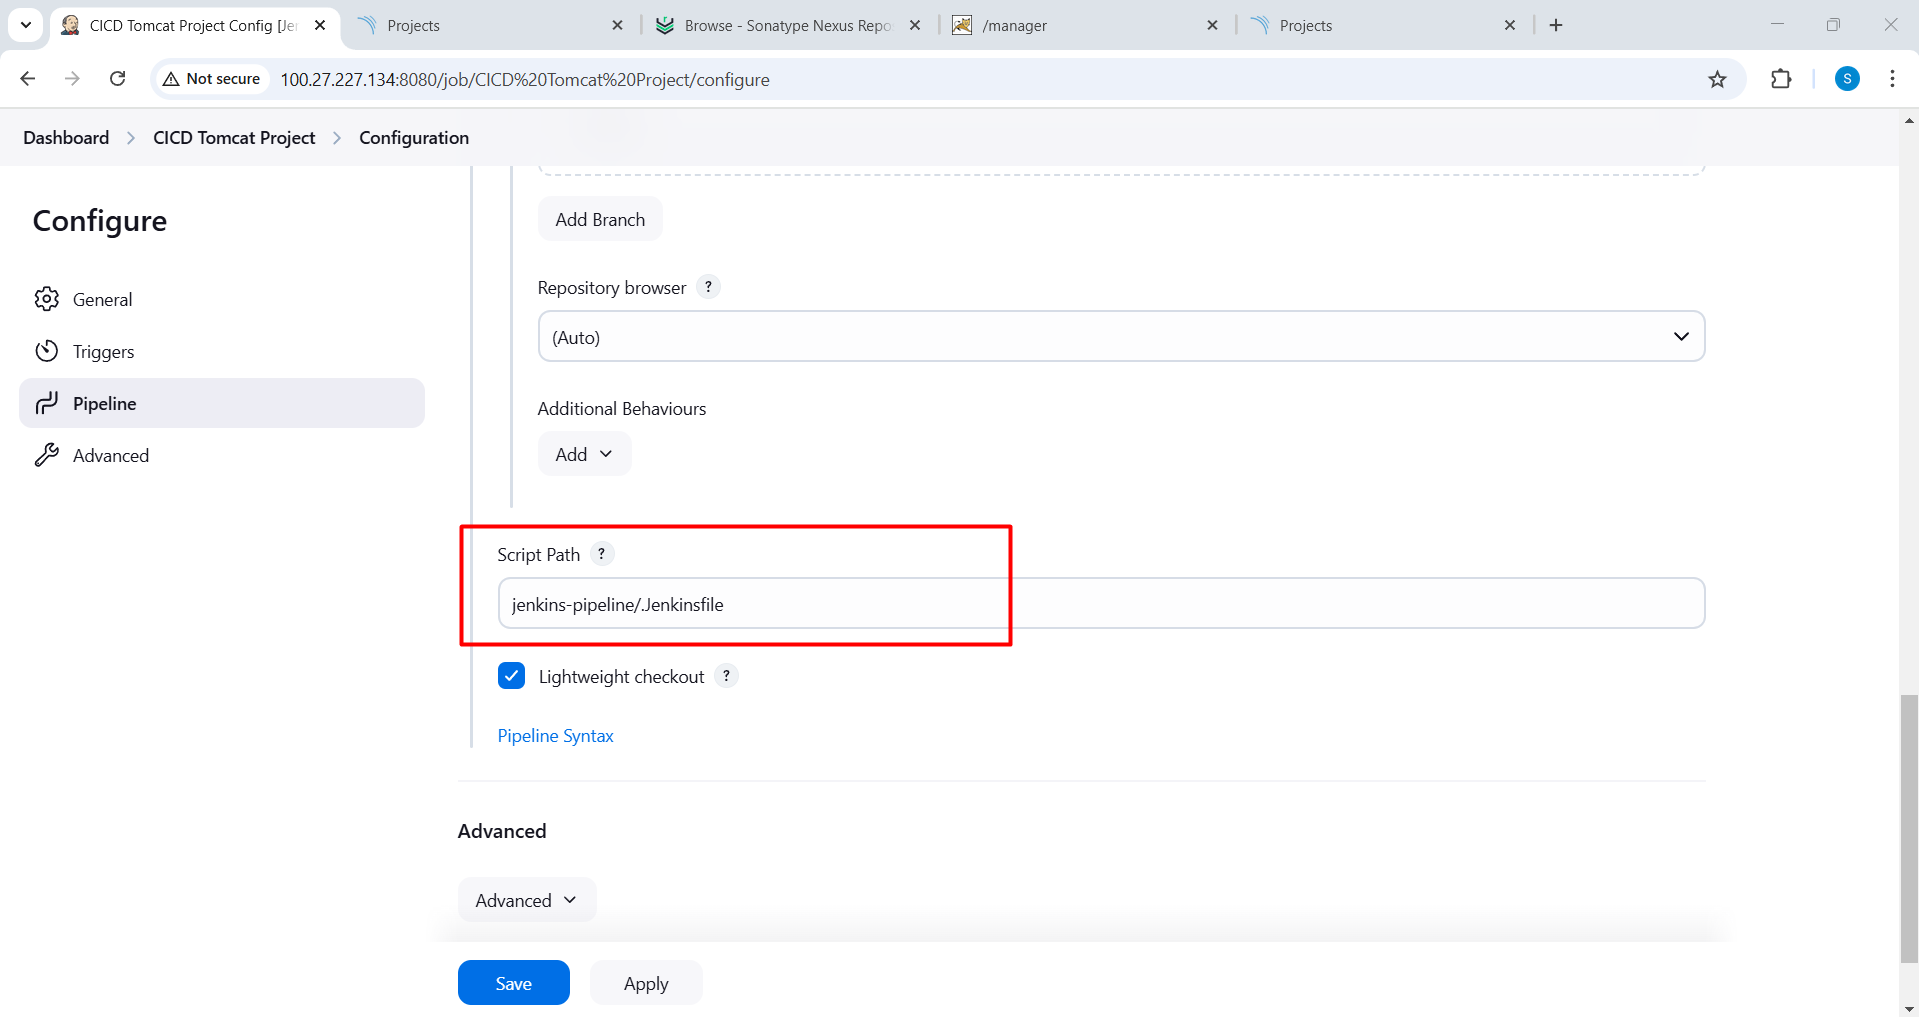 CICD Tomcat Project Config [Jen
Projects
Browse - Sonatype Nexus Repo
/manager
Projects
Not secure
100.27.227.134:8080/job/CICD%20Tomcat%20Project/configure
S
Dashboard
CICD Tomcat Project
Configuration
Configure
General
Triggers
Pipeline
Advanced
Add Branch
Repository browser ?
(Auto)
Additional Behaviours
Add
Script Path ?
jenkins-pipeline/.Jenkinsfile
Lightweight checkout ?
Pipeline Syntax
Advanced
Advanced
Save
Apply